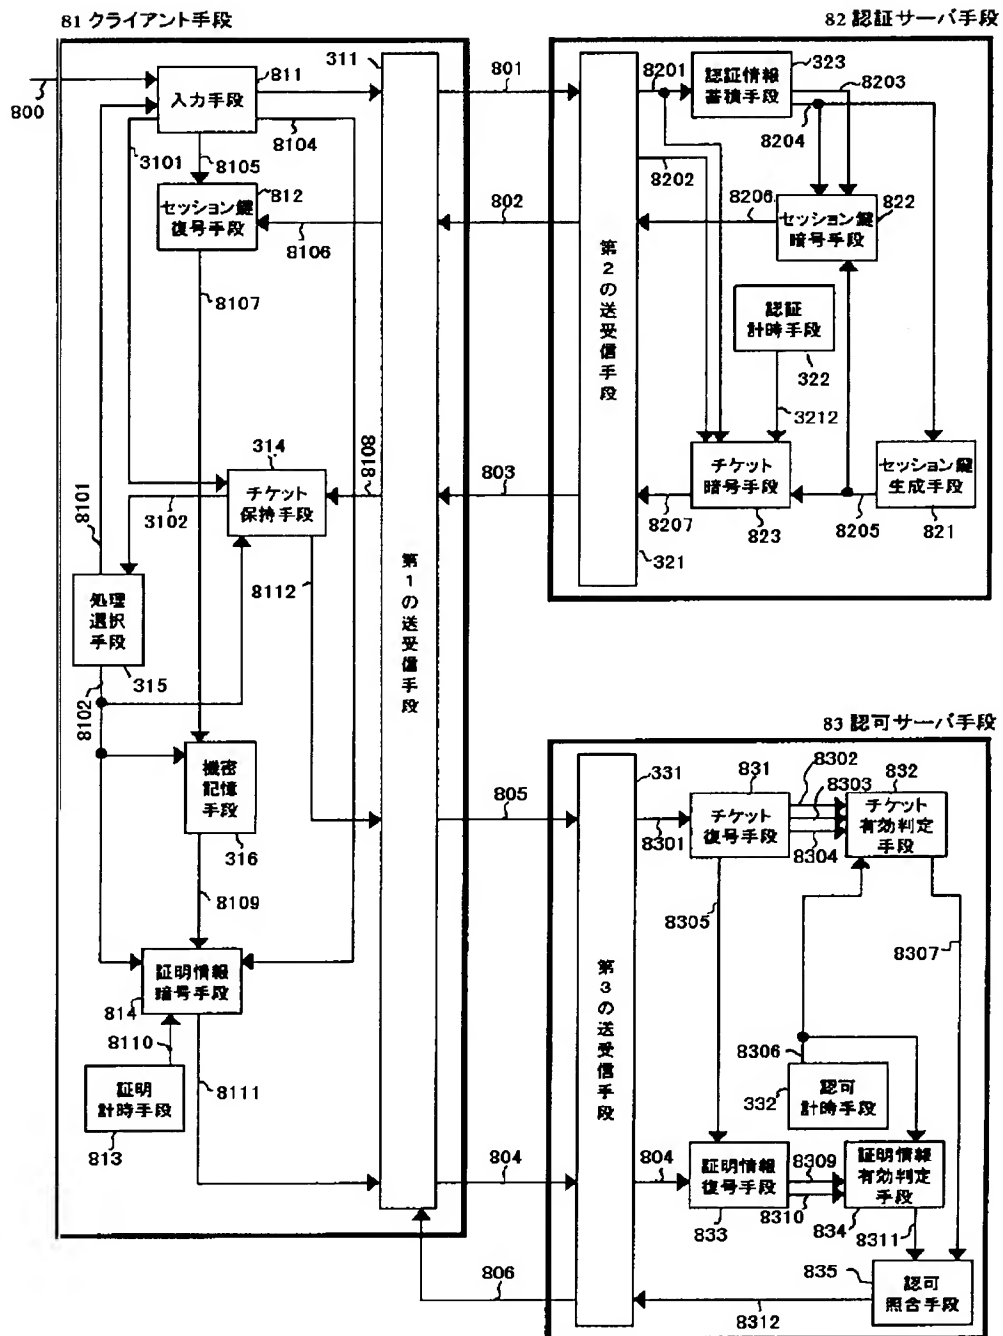 81 クライアント手段
82 認証サーバ手段
800
811
入力手段
311
801
8201
323
認証情報
蓄積手段
8203
8204
3101
8105
8104
8202
812
セッション鍵
復号手段
8106
802
8206
822
セッション鍵
暗号手段
8107
第2の送受信手段
認証
計時手段
322
3212
314
チケット
保持手段
8108
803
チケット
暗号手段
823
8207
8205
セッション鍵
生成手段
821
321
8101
3102
8112
処理
選択
手段
315
8102
第1の送受信手段
83 認可サーバ手段
機密
記憶
手段
316
805
331
8301
831
チケット
復号手段
8302
8303
8304
832
チケット
有効判定
手段
8109
8305
8307
証明情報
暗号手段
814
8110
8111
証明
計時手段
813
第3の送受信手段
8306
332
認可
計時手段
804
804
証明情報
復号手段
833
8309
8310
証明情報
有効判定
手段
834
8311
806
835
認可
照合手段
8312